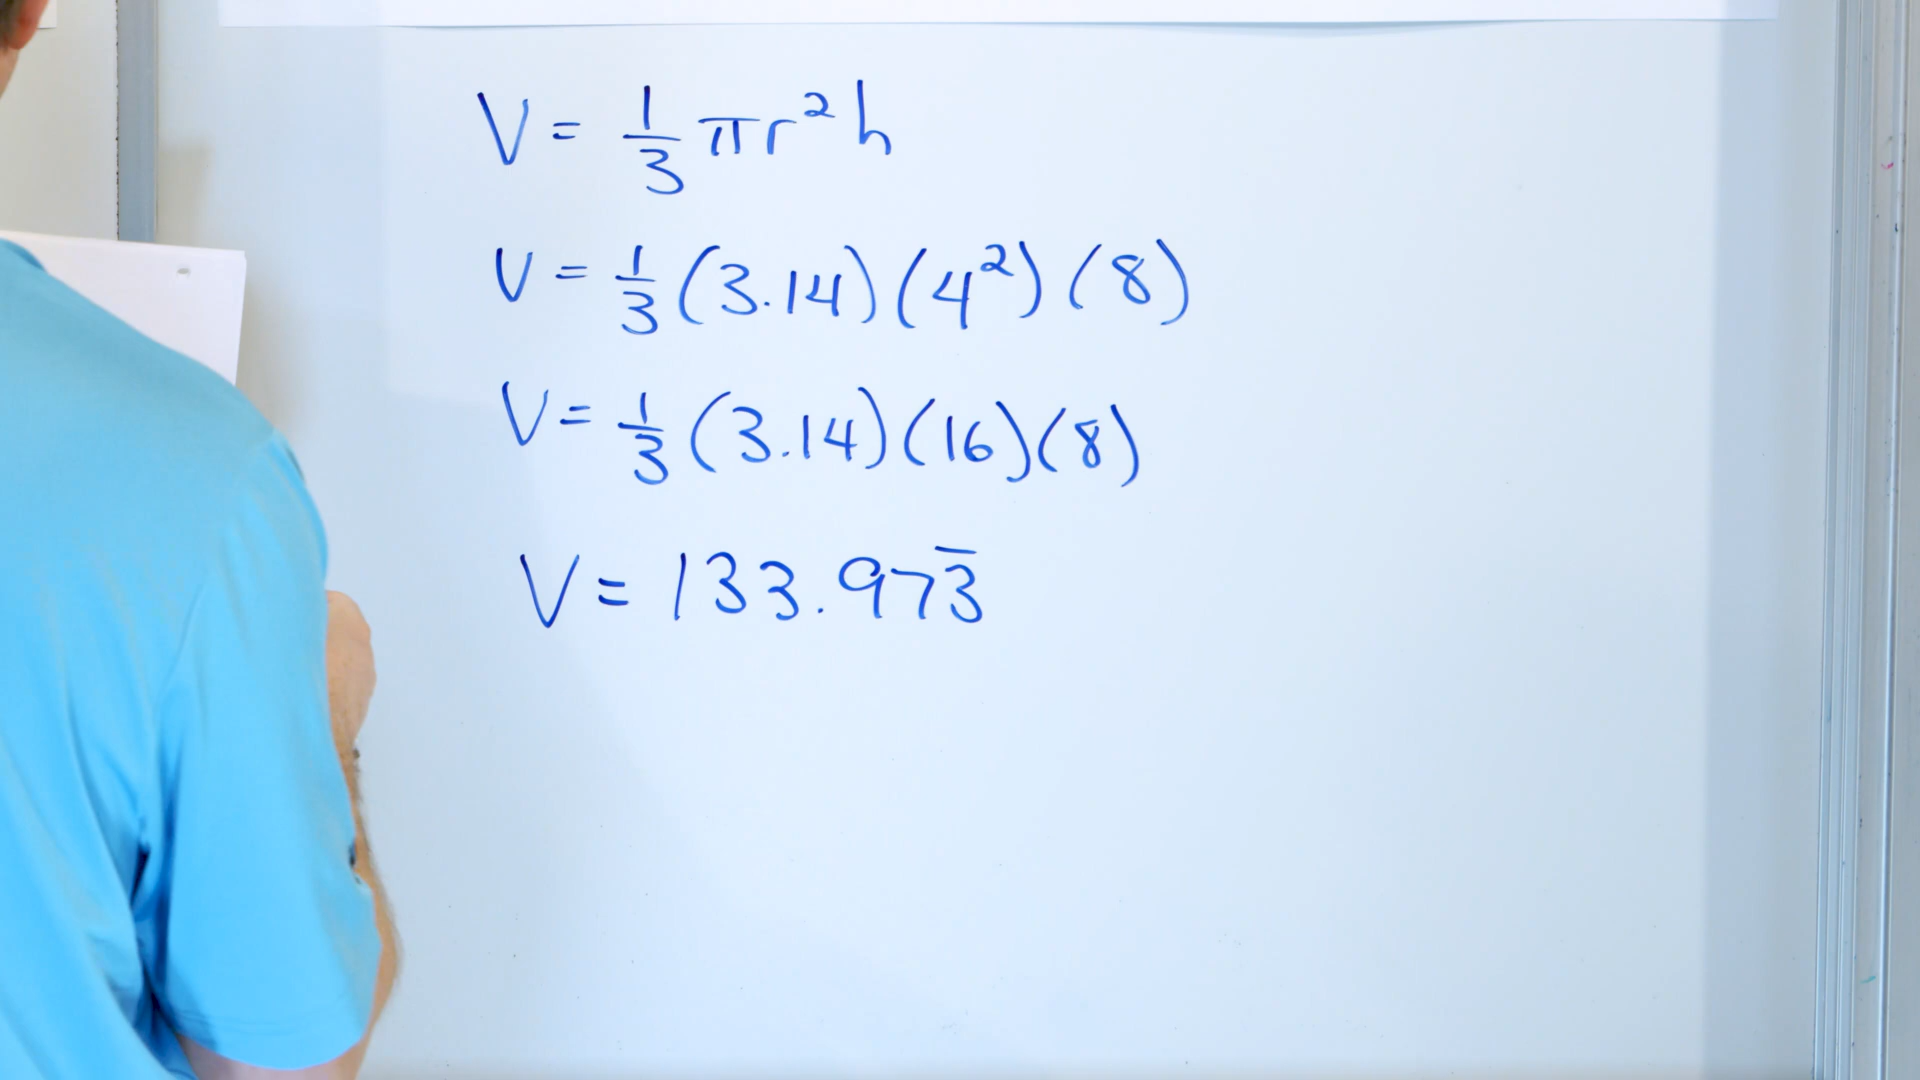 V = 1/3 πr²h
V = 1/3 (3.14)(4²)(8)
V = 1/3 (3.14)(16)(8)
V = 133.973̅